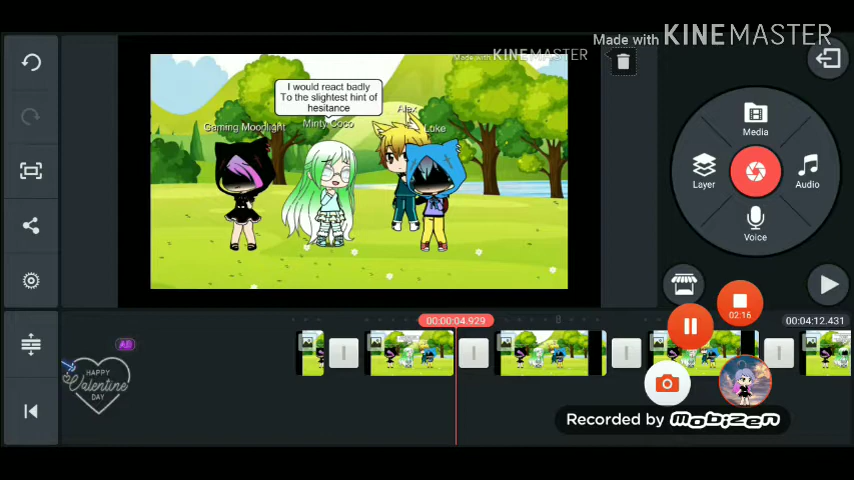 Made with KINEMASTER
Made with KINEMASTER
I would react badly
To the slightest hint of
hesitance
Alex
Gaming Moonlight
Minty Coco
Loke
Media
Layer
Audio
Voice
02:16
00:00:04.929
00:04:12.431
AD
HAPPY
Valentine
DAY
Recorded by MOBIZEN